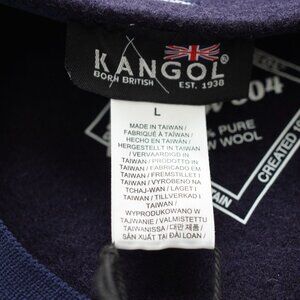 KANGOL®
BORN BRITISH EST. 1938
L
MADE IN TAIWAN /
FABRIQUÉ À TAIWAN /
HECHO EN TAIWÁN /
HERGESTELLT IN TAIWAN
/ VERVAARDIGD IN
TAIWAN / PRODOTTO IN
TAIWAN / FABRICADO EM
TAIWAN / FREMSTILLET I
TAIWAN / VYROBENO NA
TCHAJ-WAN / LAGET I
TAIWAN / TILLVERKAD I
TAIWAN /
WYPRODUKOWANO W
TAJWANIE / VALMISTETTU
TAIWANISSA / 대만 제품 /
SẢN XUẤT TẠI ĐÀI LOAN
504
PURE
WOOL
CREATED